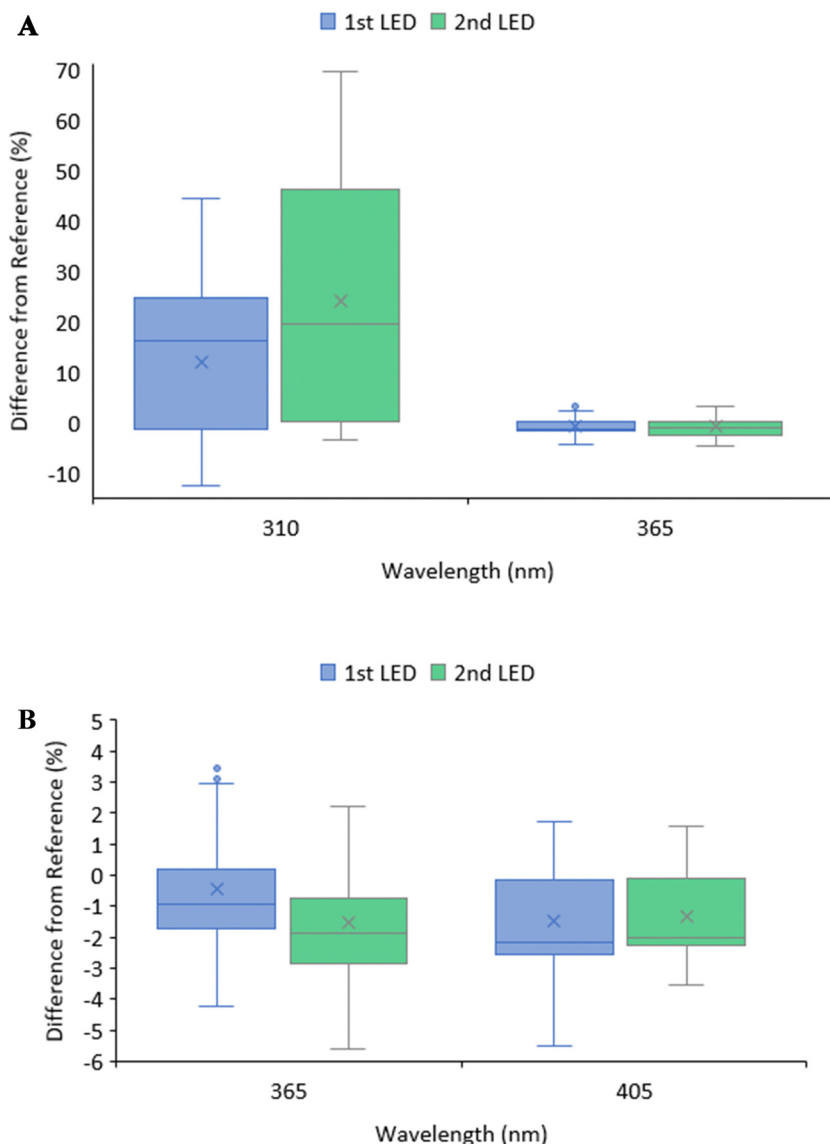 A
1st LED 2nd LED
Difference from Reference (%)
70
60
50
40
30
20
10
0
-10
310 365
Wavelength (nm)
1st LED 2nd LED
B
Difference from Reference (%)
5
4
3
2
1
0
-1
-2
-3
-4
-5
-6
365 405
Wavelength (nm)